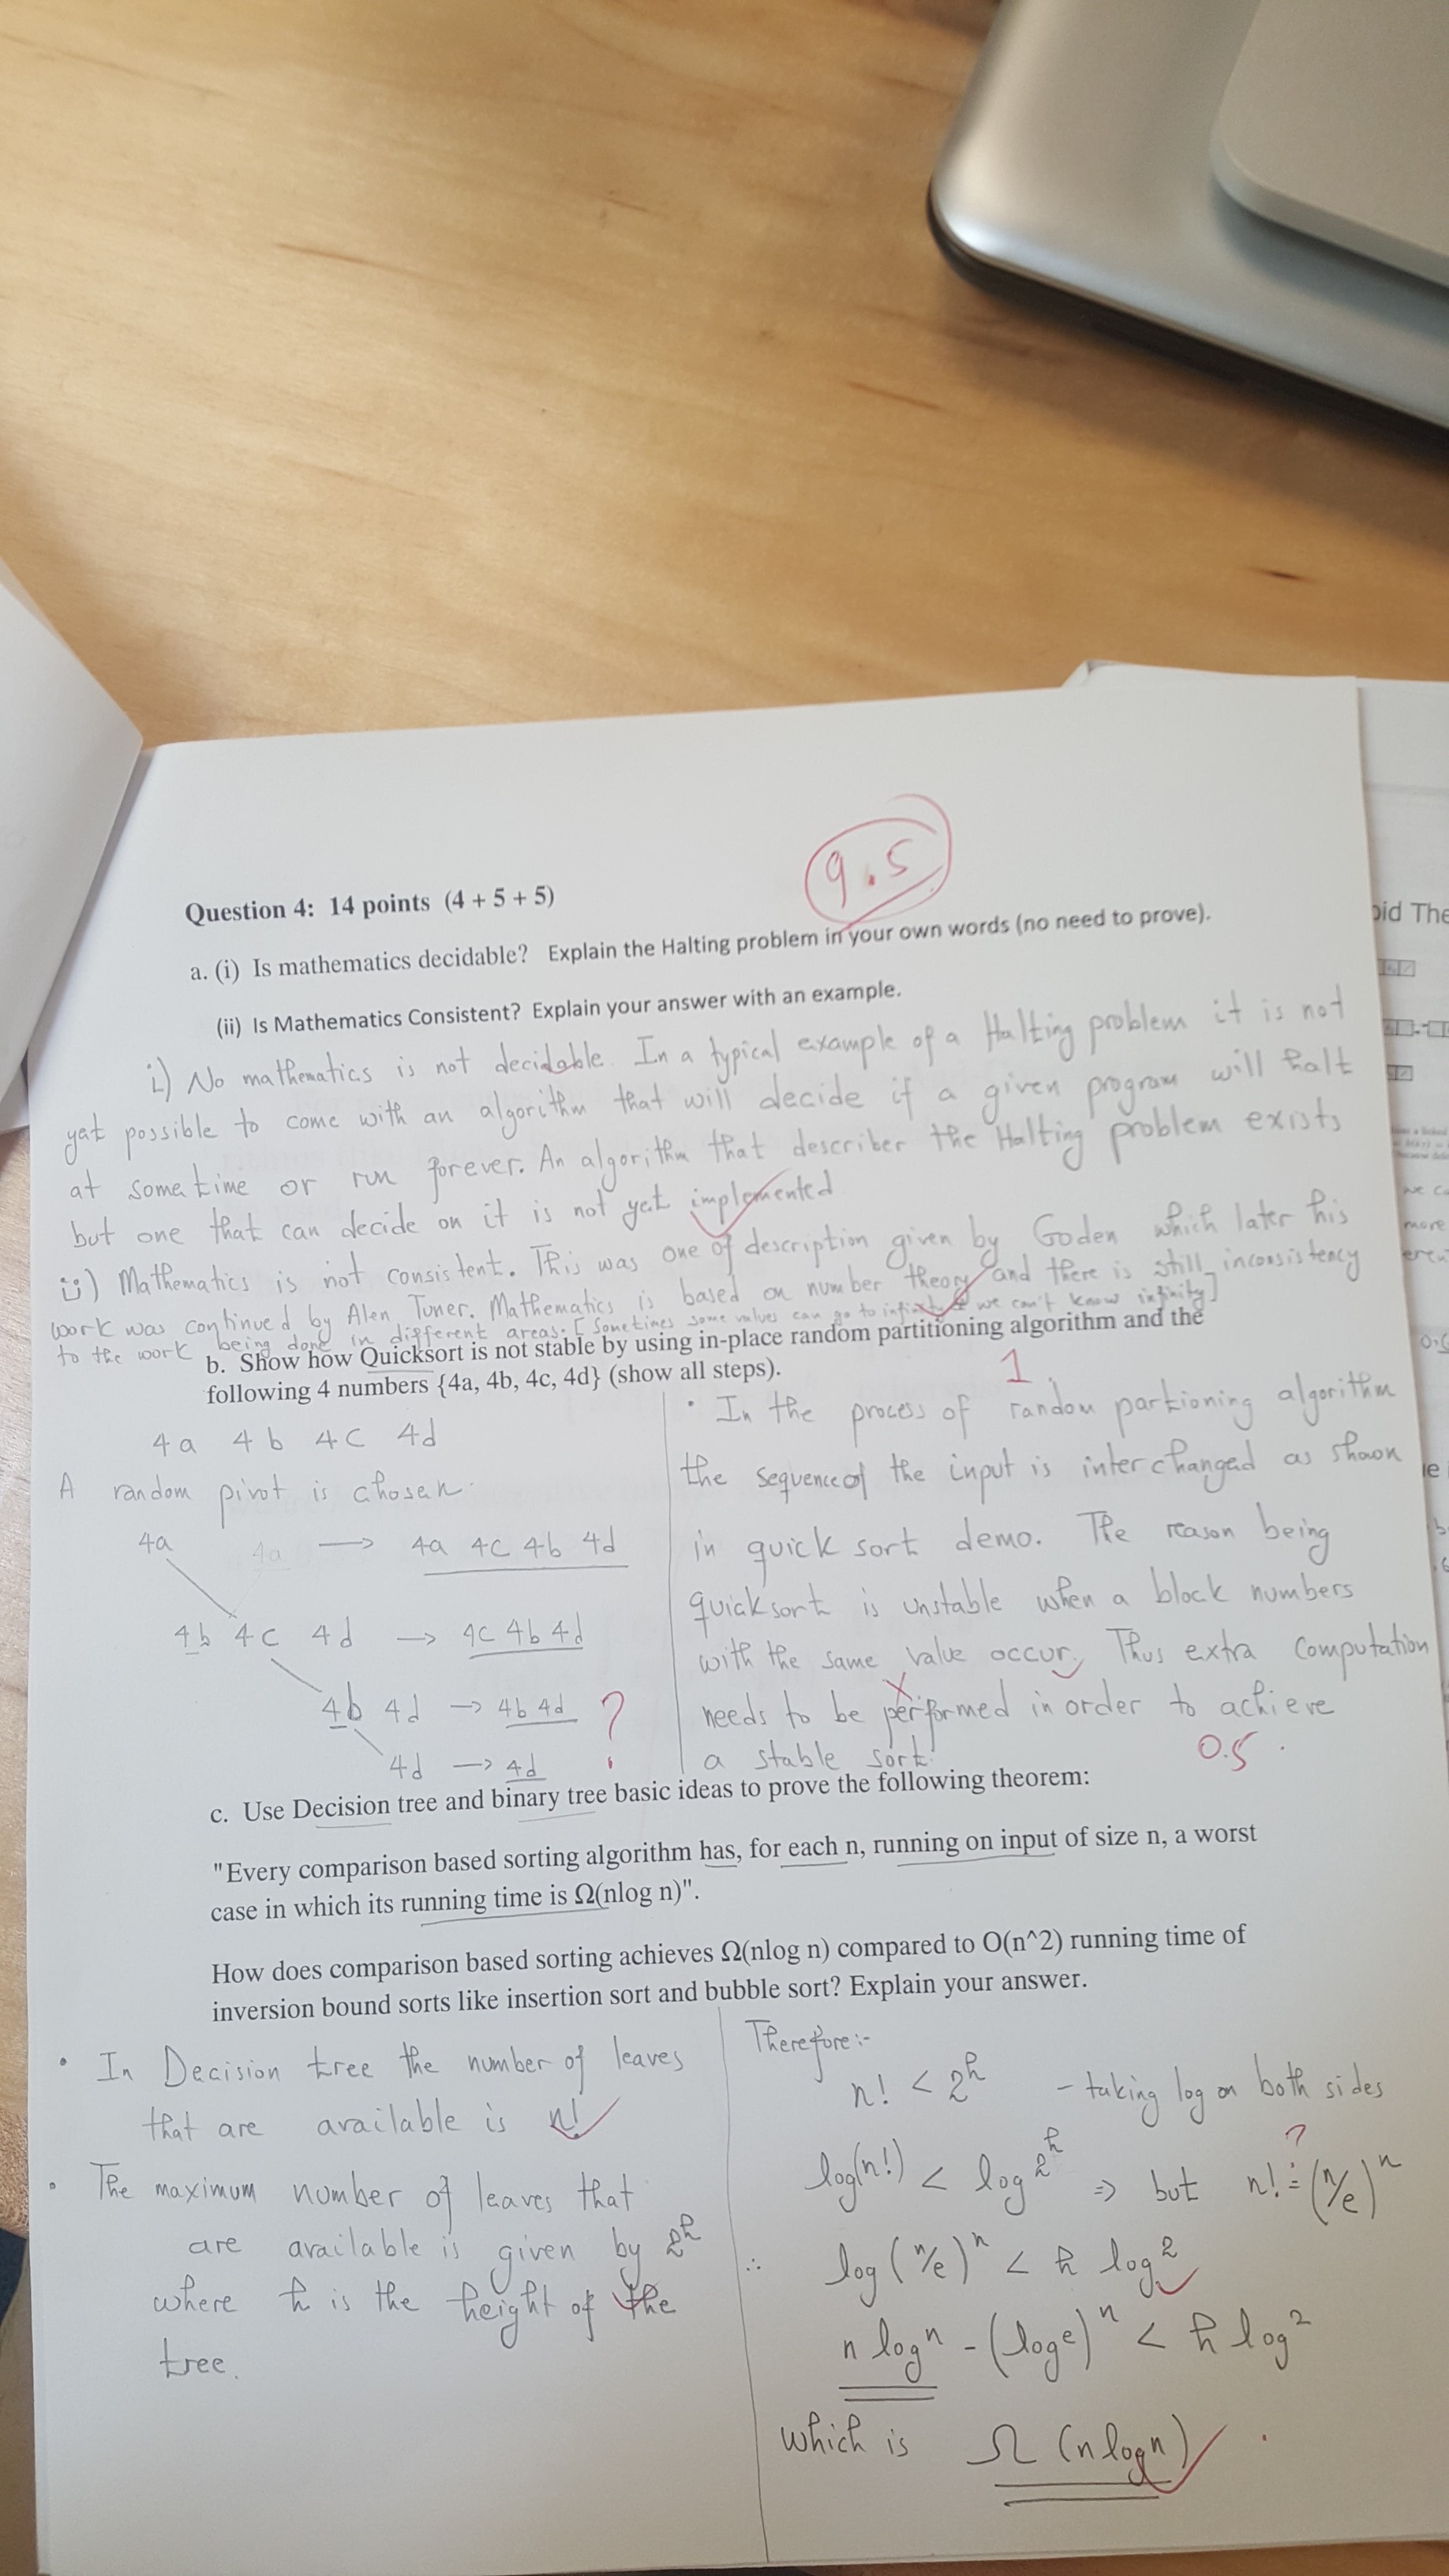 9.5
Question 4: 14 points (4 + 5 + 5)
a. (i) Is mathematics decidable? Explain the Halting problem in your own words (no need to prove).
(ii) Is Mathematics Consistent? Explain your answer with an example.
i) No mathematics is not decidable. In a typical example of a Halting problem it is not
yet possible to come with an algorithm that will decide if a given program will halt
at some time or run forever. An algorithm that describer the Halting problem exists
but one that can decide on it is not yet implemented
ii) Mathematics is not consistent. This was one of description given by Goden which later his
work was continued by Alen Tuner. Mathematics is based on number theory and there is still inconsistency
to the work being done in different areas. [Sometimes some values can go to infinity & we can't know infinity]
b. Show how Quicksort is not stable by using in-place random partitioning algorithm and the
following 4 numbers {4a, 4b, 4c, 4d} (show all steps).
1
4a 4b 4c 4d
A random pivot is chosen.
4a 4a → 4a 4c 4b 4d
4b 4c 4d → 4c 4b 4d
4b 4d → 4b 4d ?
4d → 4d
· In the process of random partioning algorithm
the sequence of the input is interchanged as shown
in quick sort demo. The reason being
quicksort is unstable when a block numbers
with the same value occur. Thus extra computation
needs to be performed in order to achieve
a stable sort.
0.5
c. Use Decision tree and binary tree basic ideas to prove the following theorem:
"Every comparison based sorting algorithm has, for each n, running on input of size n, a worst
case in which its running time is Ω(nlog n)".
How does comparison based sorting achieves Ω(nlog n) compared to O(n^2) running time of
inversion bound sorts like insertion sort and bubble sort? Explain your answer.
· In Decision tree the number of leaves
that are available is n!
· The maximum number of leaves that
are available is given by 2^h
where h is the height of the
tree.
Therefore:-
n! < 2^h - taking log on both sides
?
log(n!) < log 2^h ⇒ but n! ≐ (n/e)^n
∴ log (n/e)^n < h log 2
n log n - (log e)^n < h log 2
which is Ω (n log n)
oid The